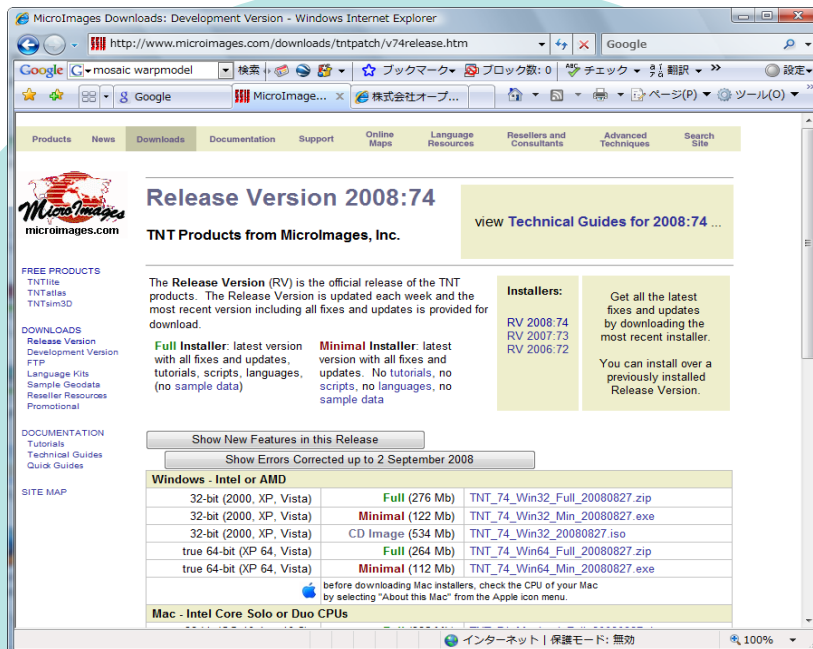 MicroImages Downloads: Development Version - Windows Internet Explorer
http://www.microimages.com/downloads/tntpatch/v74release.htm
Google
Google
mosaic warpmodel
検索
ブックマーク
ブロック数: 0
チェック
翻訳
設定
Google
MicroImage...
株式会社オープ...
ページ(P)
ツール(O)
Products News Downloads Documentation Support Online Maps Language Resources Resellers and Consultants Advanced Techniques Search Site
MicroImages
microimages.com
Release Version 2008:74
TNT Products from MicroImages, Inc.
view Technical Guides for 2008:74 ...
FREE PRODUCTS
TNTlite
TNTatlas
TNTsim3D
DOWNLOADS
Release Version
Development Version
FTP
Language Kits
Sample Geodata
Reseller Resources
Promotional
DOCUMENTATION
Tutorials
Technical Guides
Quick Guides
SITE MAP
The Release Version (RV) is the official release of the TNT
products. The Release Version is updated each week and the
most recent version including all fixes and updates is provided for
download.
Full Installer: latest version
with all fixes and updates,
tutorials, scripts, languages,
(no sample data)
Minimal Installer: latest
version with all fixes and
updates. No tutorials, no
scripts, no languages, no
sample data
Installers:
RV 2008:74
RV 2007:73
RV 2006:72
Get all the latest
fixes and updates
by downloading the
most recent installer.
You can install over a
previously installed
Release Version.
Show New Features in this Release
Show Errors Corrected up to 2 September 2008
Windows - Intel or AMD
32-bit (2000, XP, Vista) Full (276 Mb) TNT_74_Win32_Full_20080827.zip
32-bit (2000, XP, Vista) Minimal (122 Mb) TNT_74_Win32_Min_20080827.exe
32-bit (2000, XP, Vista) CD Image (534 Mb) TNT_74_Win32_20080827.iso
true 64-bit (XP 64, Vista) Full (264 Mb) TNT_74_Win64_Full_20080827.zip
true 64-bit (XP 64, Vista) Minimal (112 Mb) TNT_74_Win64_Min_20080827.exe
before downloading Mac installers, check the CPU of your Mac
by selecting "About this Mac" from the Apple icon menu.
Mac - Intel Core Solo or Duo CPUs
インターネット | 保護モード: 無効
100%